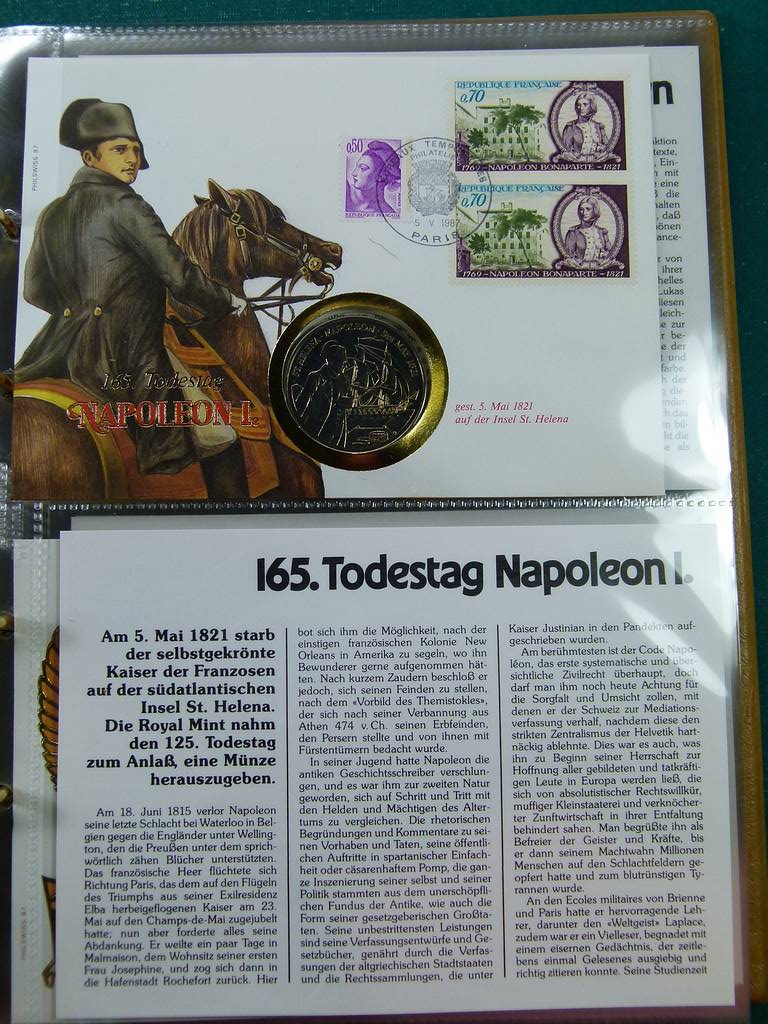 PHILSWISS 87
165. Todestag
NAPOLEON I.
0,50
REPUBLIQUE FRANÇAISE
AUX TEMPLES
PHILATELIE
5 V 1987
PARIS
REPUBLIQUE FRANÇAISE
0,70
1769-NAPOLEON BONAPARTE-1821
REPUBLIQUE FRANÇAISE
0,70
1769-NAPOLEON BONAPARTE-1821
ST. HELENA · NAPOLEON · 5th MAY 1821
gest. 5. Mai 1821
auf der Insel St. Helena
165. Todestag Napoleon I.
Am 5. Mai 1821 starb
der selbstgekrönte
Kaiser der Franzosen
auf der südatlantischen
Insel St. Helena.
Die Royal Mint nahm
den 125. Todestag
zum Anlaß, eine Münze
herauszugeben.
Am 18. Juni 1815 verlor Napoleon
seine letzte Schlacht bei Waterloo in Bel-
gien gegen die Engländer unter Welling-
ton, den die Preußen unter dem sprich-
wörtlich zähen Blücher unterstützten.
Das französische Heer flüchtete sich
Richtung Paris, das dem auf den Flügeln
des Triumphs aus seiner Exilresidenz
Elba herbeigeflogenen Kaiser am 23.
Mai auf den Champs-de-Mai zugejubelt
hatte; nun aber forderte alles seine
Abdankung. Er weilte ein paar Tage in
Malmaison, dem Wohnsitz seiner ersten
Frau Josephine, und zog sich dann in
die Hafenstadt Rochefort zurück. Hier
bot sich ihm die Möglichkeit, nach der
einstigen französischen Kolonie New
Orleans in Amerika zu segeln, wo ihn
Bewunderer gerne aufgenommen hät-
ten. Nach kurzem Zaudern beschloß er
jedoch, sich seinen Feinden zu stellen,
nach dem «Vorbild des Themistokles»,
der sich nach seiner Verbannung aus
Athen 474 v. Ch. seinen Erbfeinden,
den Persern stellte und von ihnen mit
Fürstentümern bedacht wurde.
In seiner Jugend hatte Napoleon die
antiken Geschichtsschreiber verschlun-
gen, und es war ihm zur zweiten Natur
geworden, sich auf Schritt und Tritt mit
den Helden und Mächtigen des Alter-
tums zu vergleichen. Die rhetorischen
Begründungen und Kommentare zu sei-
nen Vorhaben und Taten, seine öffentli-
chen Auftritte in spartanischer Einfach-
heit oder cäsarenhaftem Pomp, die gan-
ze Inszenierung seiner selbst und seiner
Politik stammten aus dem unerschöpfli-
chen Fundus der Antike, wie auch die
Form seiner gesetzgeberischen Großta-
ten. Seine unbestrittensten Leistungen
sind seine Verfassungsentwürfe und Ge-
setzbücher, genährt durch die Verfas-
sungen der altgriechischen Stadtstaaten
und die Rechtssammlungen, die unter
Kaiser Justinian in den Pandekten auf-
geschrieben wurden.
Am berühmtesten ist der Code Napo-
léon, das erste systematische und über-
sichtliche Zivilrecht überhaupt, doch
darf man ihm noch heute Achtung für
die Sorgfalt und Umsicht zollen, mit
denen er der Schweiz zur Mediations-
verfassung verhalf, nachdem diese den
strikten Zentralismus der Helvetik hart-
näckig ablehnte. Dies war es auch, was
ihn zu Beginn seiner Herrschaft zur
Hoffnung aller gebildeten und tatkräfti-
gen Leute in Europa werden ließ, die
sich von absolutistischer Rechtswillkür,
muffiger Kleinstaaterei und verknöcher-
ter Zunftwirtschaft in ihrer Entfaltung
behindert sahen. Man begrüßte ihn als
Befreier der Geister und Kräfte, bis
er dann seinem Machtwahn Millionen
Menschen auf den Schlachtfeldern ge-
opfert hatte und zum blutrünstigen Ty-
rannen wurde.
An den Ecoles militaires von Brienne
und Paris hatte er hervorragende Leh-
rer, darunter den «Weltgeist» Laplace,
zudem war er ein Vielleser, begnadet mit
einem eisernen Gedächtnis, der zeitle-
bens einmal Gelesenes ausgiebig und
richtig zitieren konnte. Seine Studienzeit
PHILSWISS 87